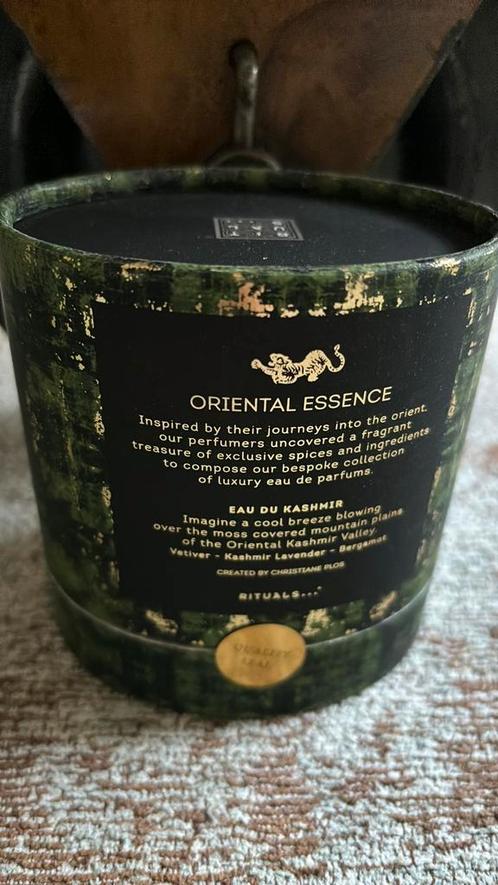 ORIENTAL ESSENCE
Inspired by their journeys into the orient,
our perfumers uncovered a fragrant
treasure of exclusive spices and ingredients
to compose our bespoke collection
of luxury eau de parfums.
EAU DU KASHMIR
Imagine a cool breeze blowing
over the moss covered mountain plains
of the Oriental Kashmir Valley.
Vetiver - Kashmir Lavender - Bergamot
CREATED BY CHRISTIANE PLOS
RITUALS...